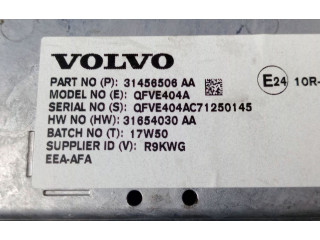 VOLVO
PART NO (P): 31456506 AA
MODEL NO (E): QFVE404A
SERIAL NO (S): QFVE404AC71250145
HW NO (HW): 31654030 AA
BATCH NO (T): 17W50
SUPPLIER ID (V): R9KWG
EEA-AFA
E24 10R-